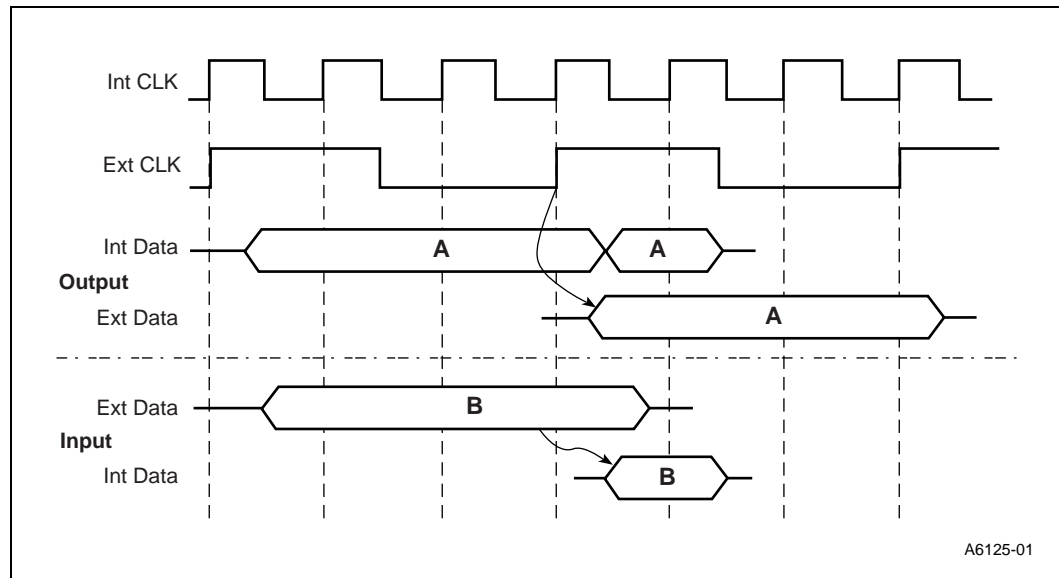 Int CLK
Ext CLK
Int Data
A
A
Output
Ext Data
A
Ext Data
B
Input
Int Data
B
A6125-01